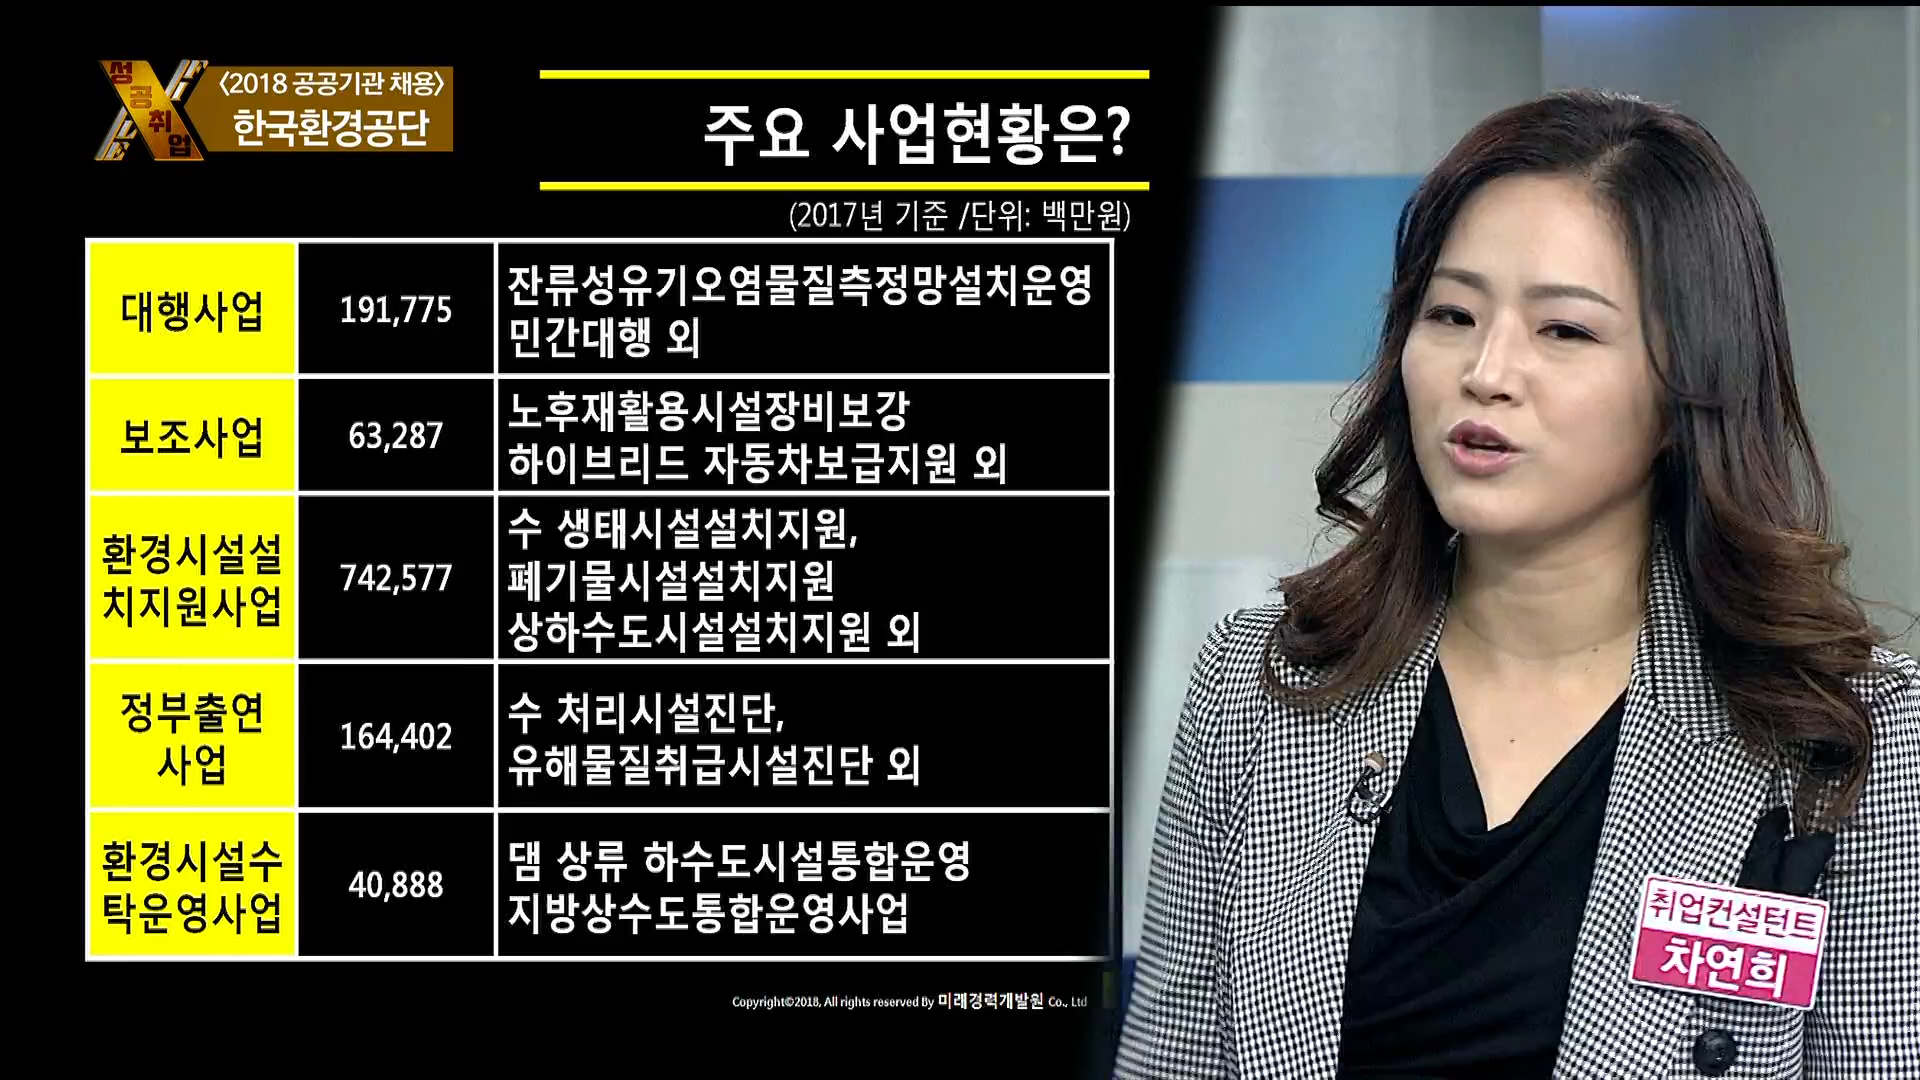 성공취업
<2018 공공기관 채용>
한국환경공단
주요 사업현황은?
(2017년 기준 /단위: 백만원)
대행사업
191,775
잔류성유기오염물질측정망설치운영
민간대행 외
보조사업
63,287
노후재활용시설장비보강
하이브리드 자동차보급지원 외
환경시설설
치지원사업
742,577
수 생태시설설치지원,
폐기물시설설치지원
상하수도시설설치지원 외
정부출연
사업
164,402
수 처리시설진단,
유해물질취급시설진단 외
환경시설수
탁운영사업
40,888
댐 상류 하수도시설통합운영
지방상수도통합운영사업
Copyright©2018, All rights reserved By 미래경력개발원 Co., Ltd
취업컨설턴트
차연희